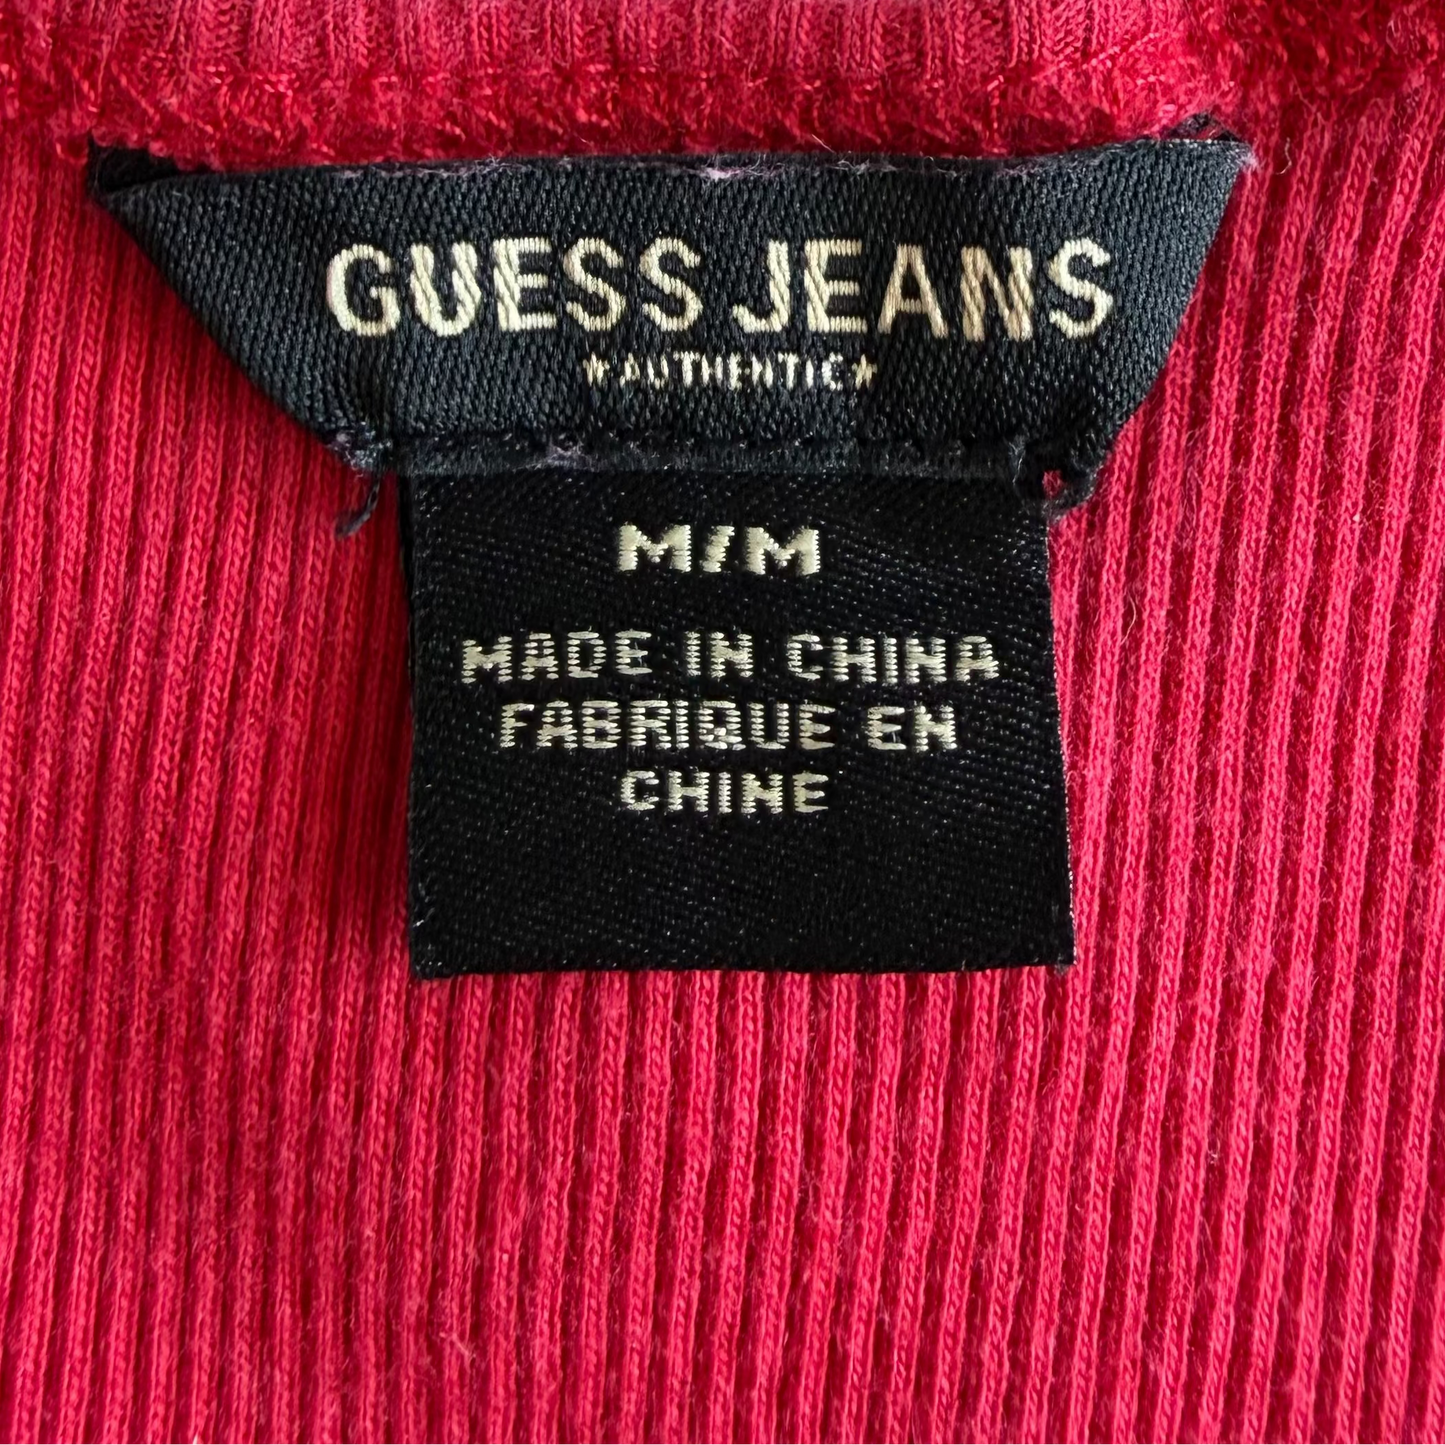 GUESS JEANS
★AUTHENTIC★
M/M
MADE IN CHINA
FABRIQUE EN
CHINE